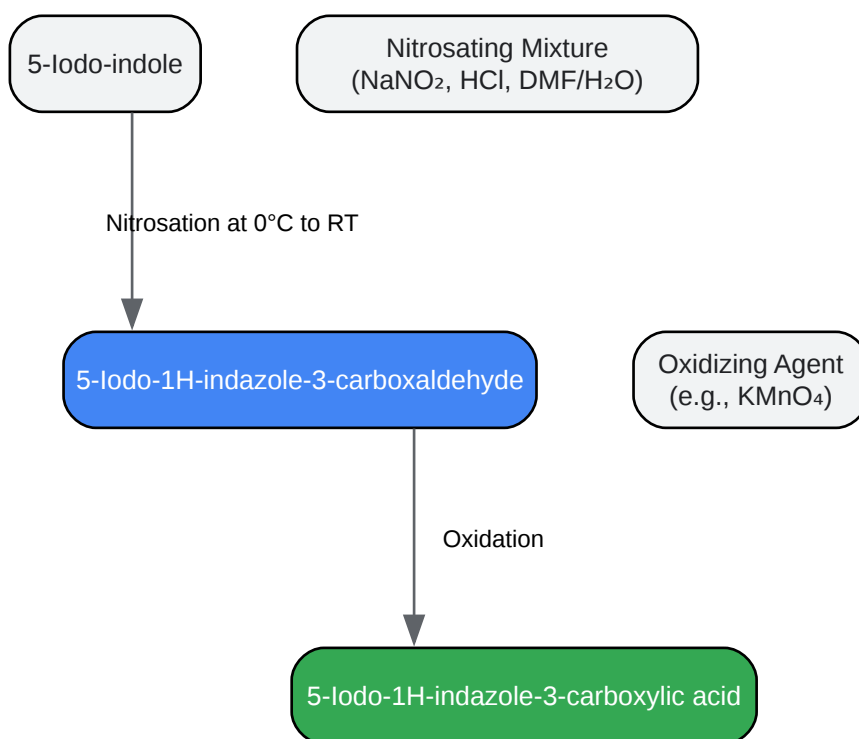 5-Iodo-indole
Nitrosating Mixture
(NaNO₂, HCl, DMF/H₂O)
Nitrosation at 0°C to RT
5-Iodo-1H-indazole-3-carboxaldehyde
Oxidizing Agent
(e.g., KMnO₄)
Oxidation
5-Iodo-1H-indazole-3-carboxylic acid